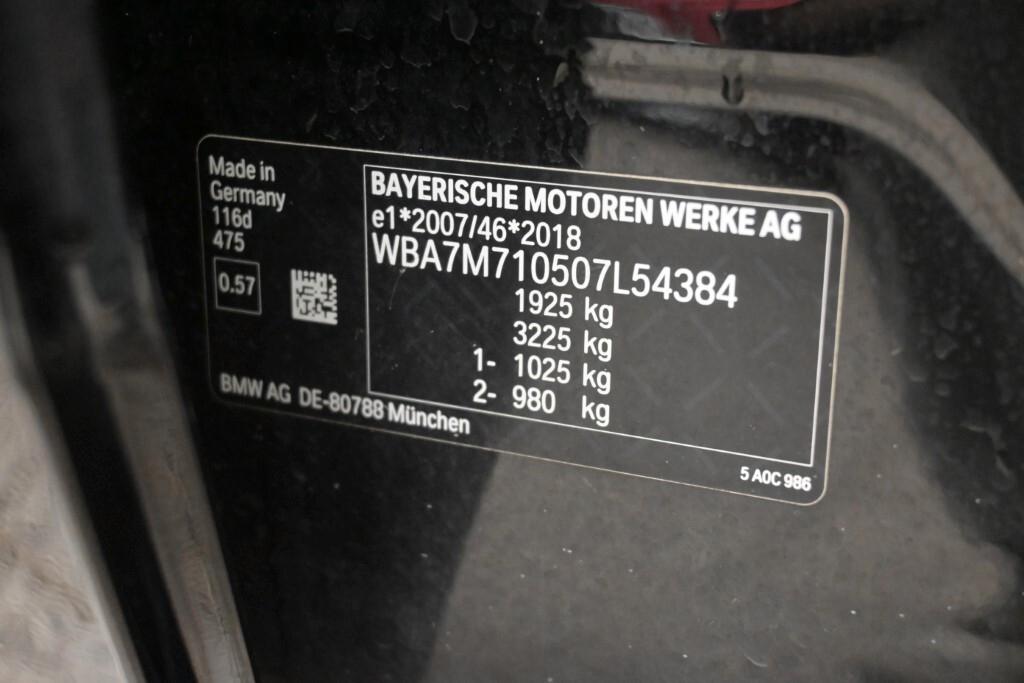 Made in
Germany
116d
475
0.57
BAYERISCHE MOTOREN WERKE AG
e1*2007/46*2018
WBA7M710507L54384
1925 kg
3225 kg
1- 1025 kg
2- 980 kg
BMW AG DE-80788 München
5 A0C 986